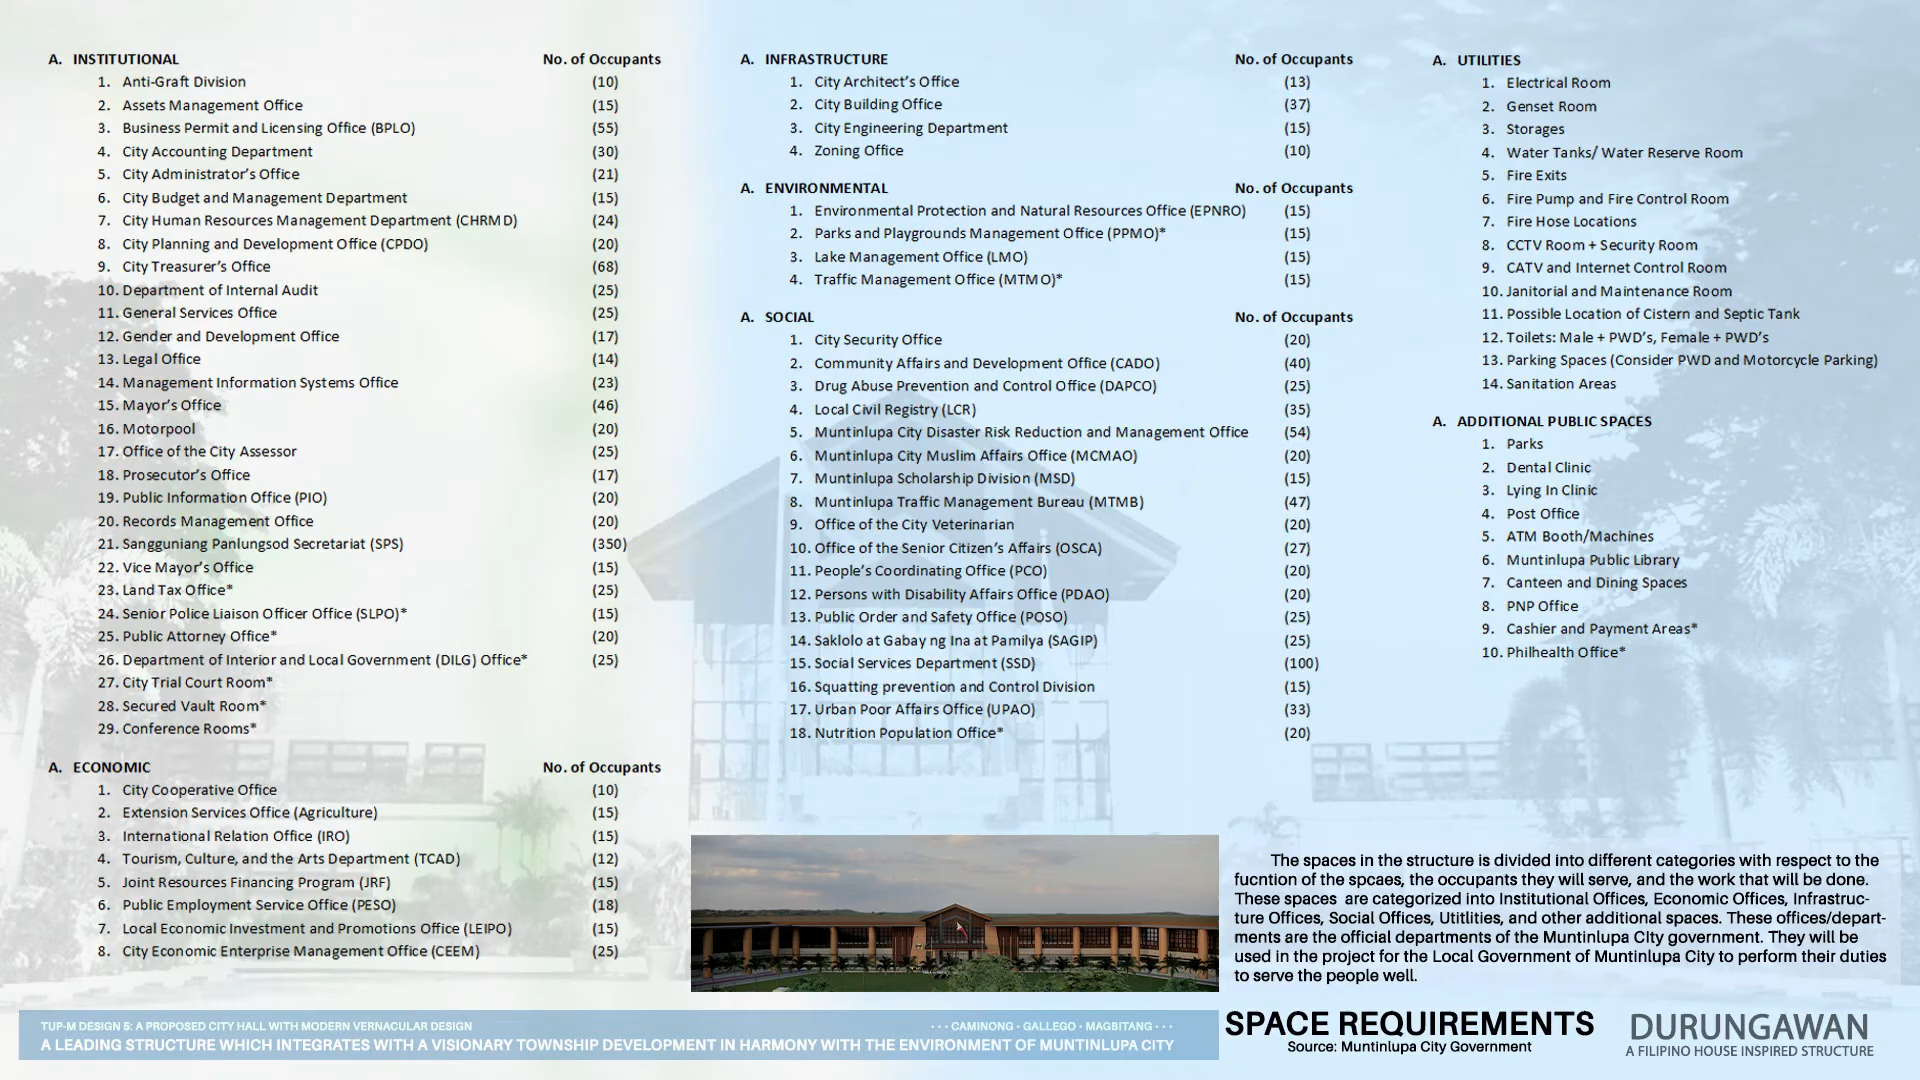 A. INSTITUTIONAL No. of Occupants
1. Anti-Graft Division (10)
2. Assets Management Office (15)
3. Business Permit and Licensing Office (BPLO) (55)
4. City Accounting Department (30)
5. City Administrator's Office (21)
6. City Budget and Management Department (15)
7. City Human Resources Management Department (CHRMD) (24)
8. City Planning and Development Office (CPDO) (20)
9. City Treasurer's Office (68)
10. Department of Internal Audit (25)
11. General Services Office (25)
12. Gender and Development Office (17)
13. Legal Office (14)
14. Management Information Systems Office (23)
15. Mayor's Office (46)
16. Motorpool (20)
17. Office of the City Assessor (25)
18. Prosecutor's Office (17)
19. Public Information Office (PIO) (20)
20. Records Management Office (20)
21. Sangguniang Panlungsod Secretariat (SPS) (350)
22. Vice Mayor's Office (15)
23. Land Tax Office* (25)
24. Senior Police Liaison Officer Office (SLPO)* (15)
25. Public Attorney Office* (20)
26. Department of Interior and Local Government (DILG) Office* (25)
27. City Trial Court Room*
28. Secured Vault Room*
29. Conference Rooms*
A. ECONOMIC No. of Occupants
1. City Cooperative Office (10)
2. Extension Services Office (Agriculture) (15)
3. International Relation Office (IRO) (15)
4. Tourism, Culture, and the Arts Department (TCAD) (12)
5. Joint Resources Financing Program (JRF) (15)
6. Public Employment Service Office (PESO) (18)
7. Local Economic Investment and Promotions Office (LEIPO) (15)
8. City Economic Enterprise Management Office (CEEM) (25)
A. INFRASTRUCTURE No. of Occupants
1. City Architect's Office (13)
2. City Building Office (37)
3. City Engineering Department (15)
4. Zoning Office (10)
A. ENVIRONMENTAL No. of Occupants
1. Environmental Protection and Natural Resources Office (EPNRO) (15)
2. Parks and Playgrounds Management Office (PPMO)* (15)
3. Lake Management Office (LMO) (15)
4. Traffic Management Office (MTMO)* (15)
A. SOCIAL No. of Occupants
1. City Security Office (20)
2. Community Affairs and Development Office (CADO) (40)
3. Drug Abuse Prevention and Control Office (DAPCO) (25)
4. Local Civil Registry (LCR) (35)
5. Muntinlupa City Disaster Risk Reduction and Management Office (54)
6. Muntinlupa City Muslim Affairs Office (MCMAO) (20)
7. Muntinlupa Scholarship Division (MSD) (15)
8. Muntinlupa Traffic Management Bureau (MTMB) (47)
9. Office of the City Veterinarian (20)
10. Office of the Senior Citizen's Affairs (OSCA) (27)
11. People's Coordinating Office (PCO) (20)
12. Persons with Disability Affairs Office (PDAO) (20)
13. Public Order and Safety Office (POSO) (25)
14. Saklolo at Gabay ng Ina at Pamilya (SAGIP) (25)
15. Social Services Department (SSD) (100)
16. Squatting prevention and Control Division (15)
17. Urban Poor Affairs Office (UPAO) (33)
18. Nutrition Population Office* (20)
A. UTILITIES
1. Electrical Room
2. Genset Room
3. Storages
4. Water Tanks/ Water Reserve Room
5. Fire Exits
6. Fire Pump and Fire Control Room
7. Fire Hose Locations
8. CCTV Room + Security Room
9. CATV and Internet Control Room
10. Janitorial and Maintenance Room
11. Possible Location of Cistern and Septic Tank
12. Toilets: Male + PWD's, Female + PWD's
13. Parking Spaces (Consider PWD and Motorcycle Parking)
14. Sanitation Areas
A. ADDITIONAL PUBLIC SPACES
1. Parks
2. Dental Clinic
3. Lying In Clinic
4. Post Office
5. ATM Booth/Machines
6. Muntinlupa Public Library
7. Canteen and Dining Spaces
8. PNP Office
9. Cashier and Payment Areas*
10. Philhealth Office*
The spaces in the structure is divided into different categories with respect to the
fucntion of the spcaes, the occupants they will serve, and the work that will be done.
These spaces are categorized into Institutional Offices, Economic Offices, Infrastruc-
ture Offices, Social Offices, Utitlities, and other additional spaces. These offices/depart-
ments are the official departments of the Muntinlupa CIty government. They will be
used in the project for the Local Government of Muntinlupa City to perform their duties
to serve the people well.
TUP-M DESIGN 5: A PROPOSED CITY HALL WITH MODERN VERNACULAR DESIGN · · · CAMINONG · GALLEGO · MAGBITANG · · ·
A LEADING STRUCTURE WHICH INTEGRATES WITH A VISIONARY TOWNSHIP DEVELOPMENT IN HARMONY WITH THE ENVIRONMENT OF MUNTINLUPA CITY
SPACE REQUIREMENTS
Source: Muntinlupa City Government
DURUNGAWAN
A FILIPINO HOUSE INSPIRED STRUCTURE